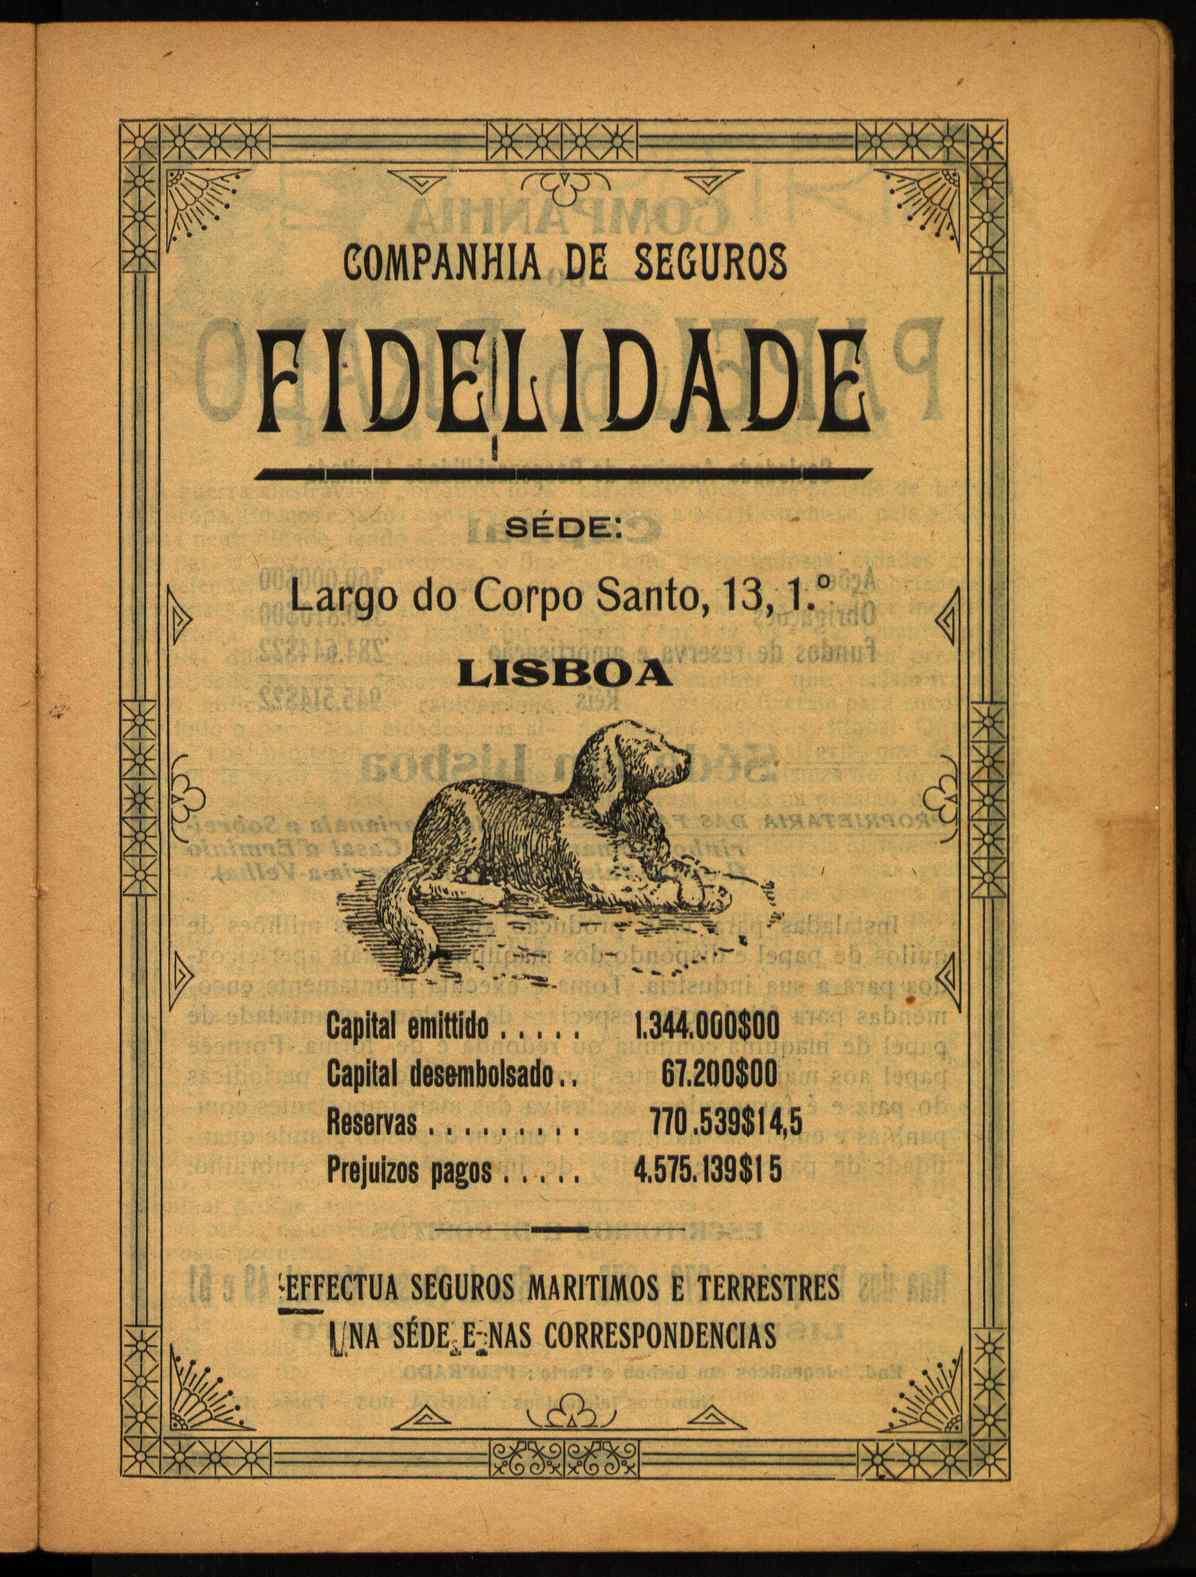 COMPANHIA DE SEGUROS
FIDELIDADE
SÉDE:
Largo do Corpo Santo, 13, 1.º
LISBOA
Capital emittido ..... 1.344.000$00
Capital desembolsado.. 67.200$00
Reservas ......... 770.539$14,5
Prejuizos pagos ..... 4.575.139$15
EFFECTUA SEGUROS MARITIMOS E TERRESTRES
NA SÉDE E NAS CORRESPONDENCIAS